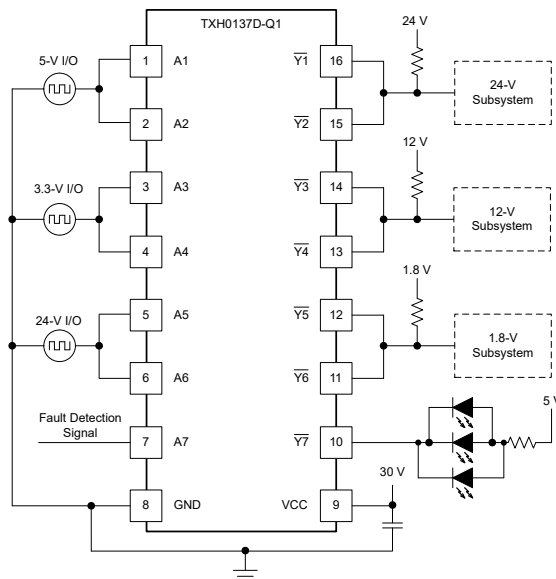 TXH0137D-Q1
24 V
5-V I/O
1 A1
Y1 16
24-V
Subsystem
2 A2
Y2 15
12 V
3.3-V I/O
3 A3
Y3 14
12-V
Subsystem
4 A4
Y4 13
1.8 V
24-V I/O
5 A5
Y5 12
1.8-V
Subsystem
6 A6
Y6 11
5 V
Fault Detection
Signal
7 A7
Y7 10
30 V
8 GND
VCC 9